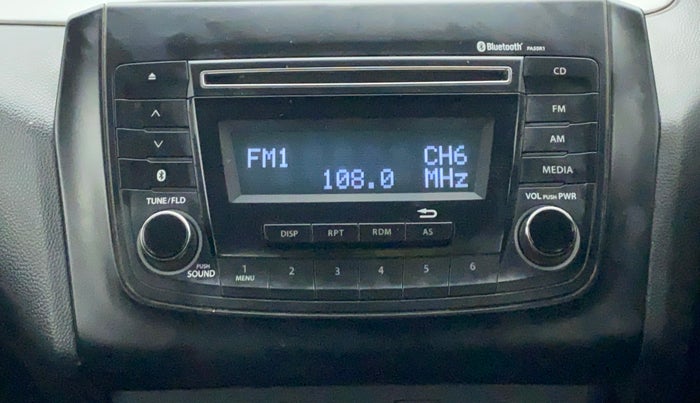 Bluetooth PA50R1
CD
FM
AM
MEDIA
FM1 CH6
108.0 MHz
TUNE/FLD
VOL PUSH PWR
DISP RPT RDM AS
PUSH
SOUND
1 2 3 4 5 6
MENU